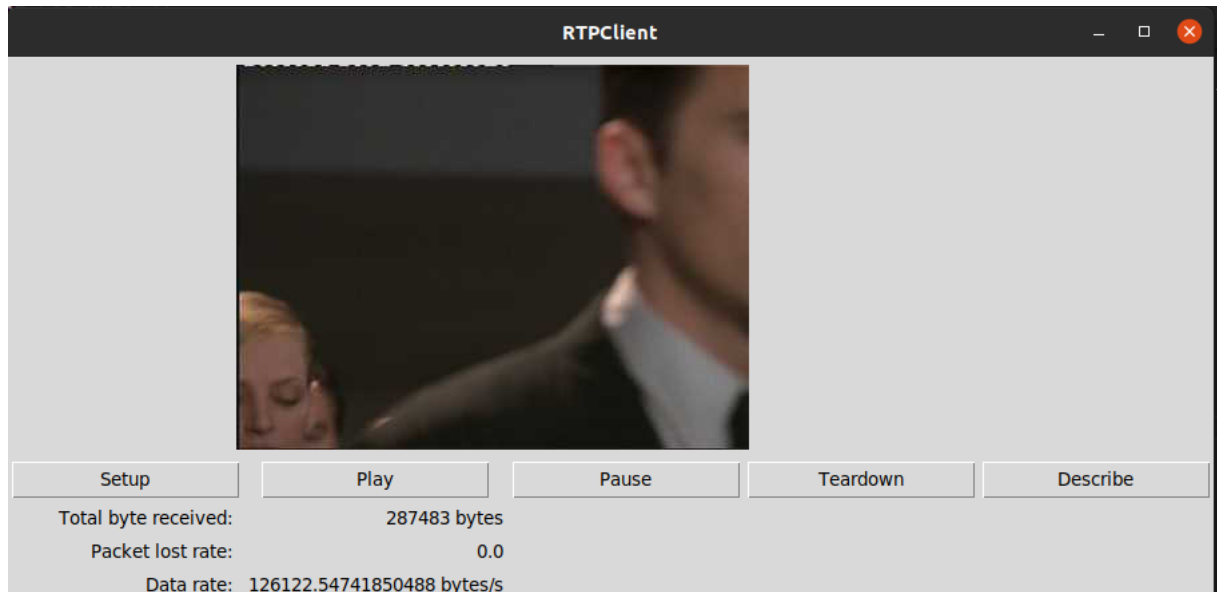 RTPClient
Setup Play Pause Teardown Describe
Total byte received: 287483 bytes
Packet lost rate: 0.0
Data rate: 126122.54741850488 bytes/s